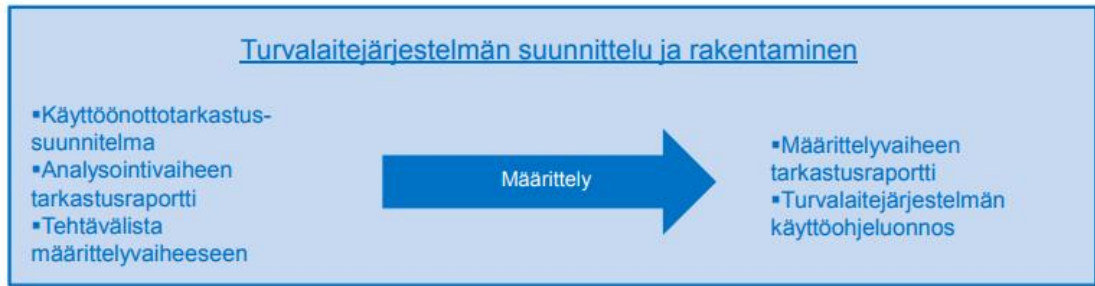 Turvalaitejärjestelmän suunnittelu ja rakentaminen
▪Käyttöönottotarkastus-
suunnitelma
▪Analysointivaiheen
tarkastusraportti
▪Tehtävälista
määrittelyvaiheeseen
Määrittely
▪Määrittelyvaiheen
tarkastusraportti
▪Turvalaitejärjestelmän
käyttöohjeluonnos